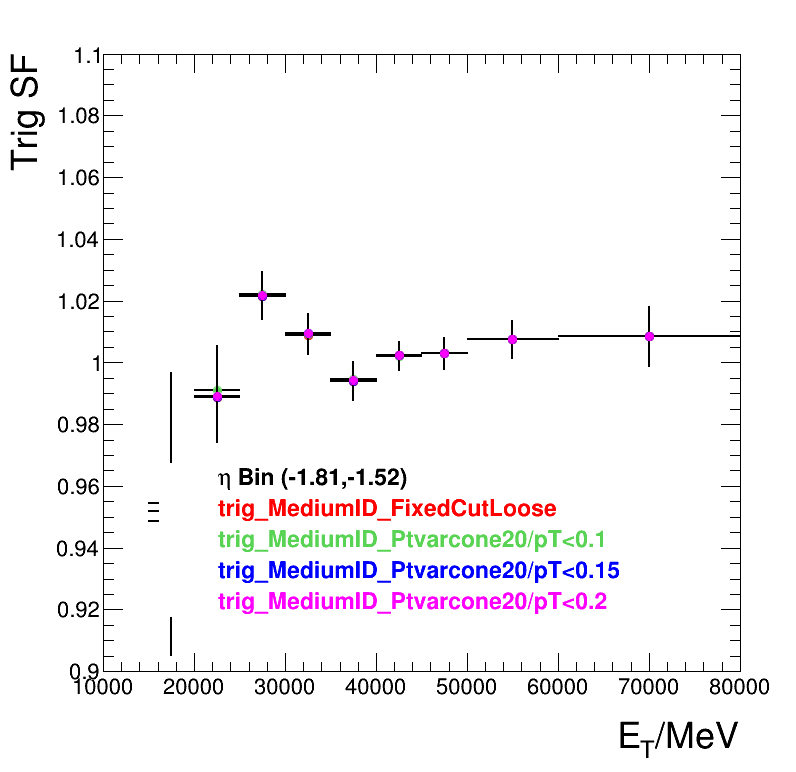 Trig SF
1.1
1.08
1.06
1.04
1.02
1
0.98
0.96
0.94
0.92
0.9
η Bin (-1.81,-1.52)
trig_MediumID_FixedCutLoose
trig_MediumID_Ptvarcone20/pT<0.1
trig_MediumID_Ptvarcone20/pT<0.15
trig_MediumID_Ptvarcone20/pT<0.2
10000 20000 30000 40000 50000 60000 70000 80000
E_T/MeV